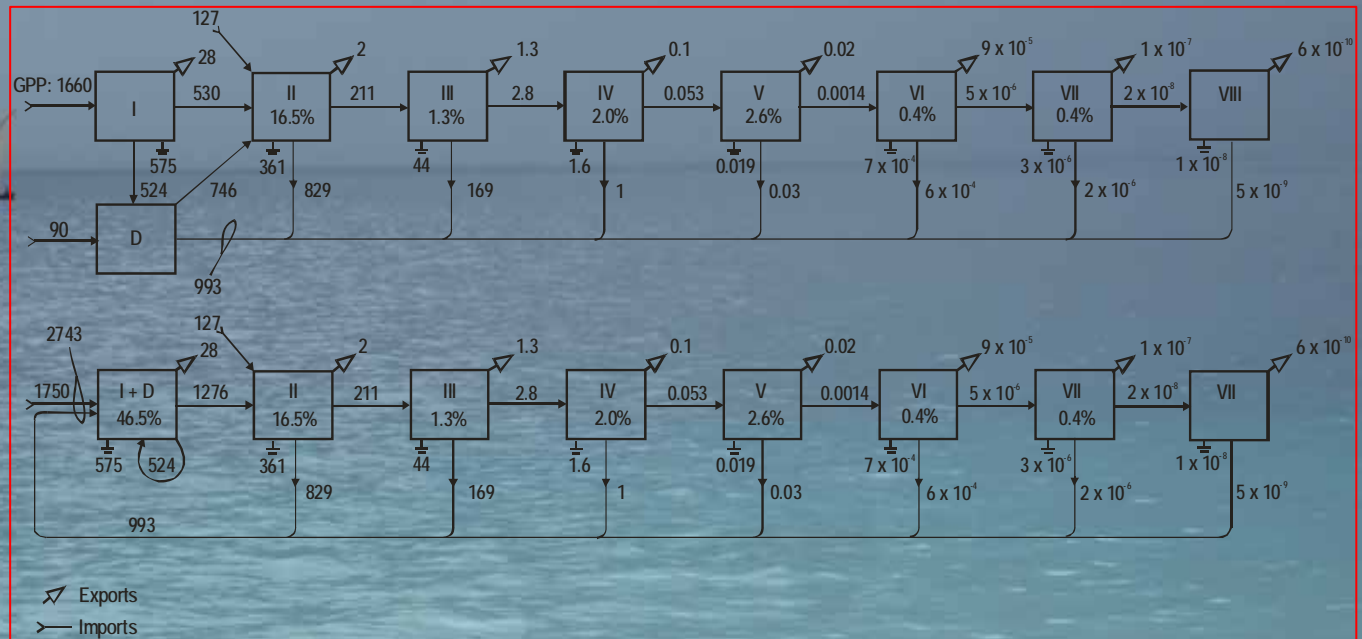 127 2 1.3 0.1 0.02 9 x 10⁻⁵ 1 x 10⁻⁷ 6 x 10⁻¹⁰
28
GPP: 1660 530 211 2.8 0.053 0.0014 5 x 10⁻⁶ 2 x 10⁻⁸
I II III IV V VI VII VIII
16.5% 1.3% 2.0% 2.6% 0.4% 0.4%
575 361 44 1.6 0.019 7 x 10⁻⁴ 3 x 10⁻⁶ 1 x 10⁻⁸
524 746 829 169 1 0.03 6 x 10⁻⁴ 2 x 10⁻⁶ 5 x 10⁻⁹
90 D
993
2743 127 2 1.3 0.1 0.02 9 x 10⁻⁵ 1 x 10⁻⁷ 6 x 10⁻¹⁰
28
1750 1276 211 2.8 0.053 0.0014 5 x 10⁻⁶ 2 x 10⁻⁸
I + D II III IV V VI VII VII
46.5% 16.5% 1.3% 2.0% 2.6% 0.4% 0.4%
575 524 361 44 1.6 0.019 7 x 10⁻⁴ 3 x 10⁻⁶ 1 x 10⁻⁸
829 169 1 0.03 6 x 10⁻⁴ 2 x 10⁻⁶ 5 x 10⁻⁹
993
Exports
Imports